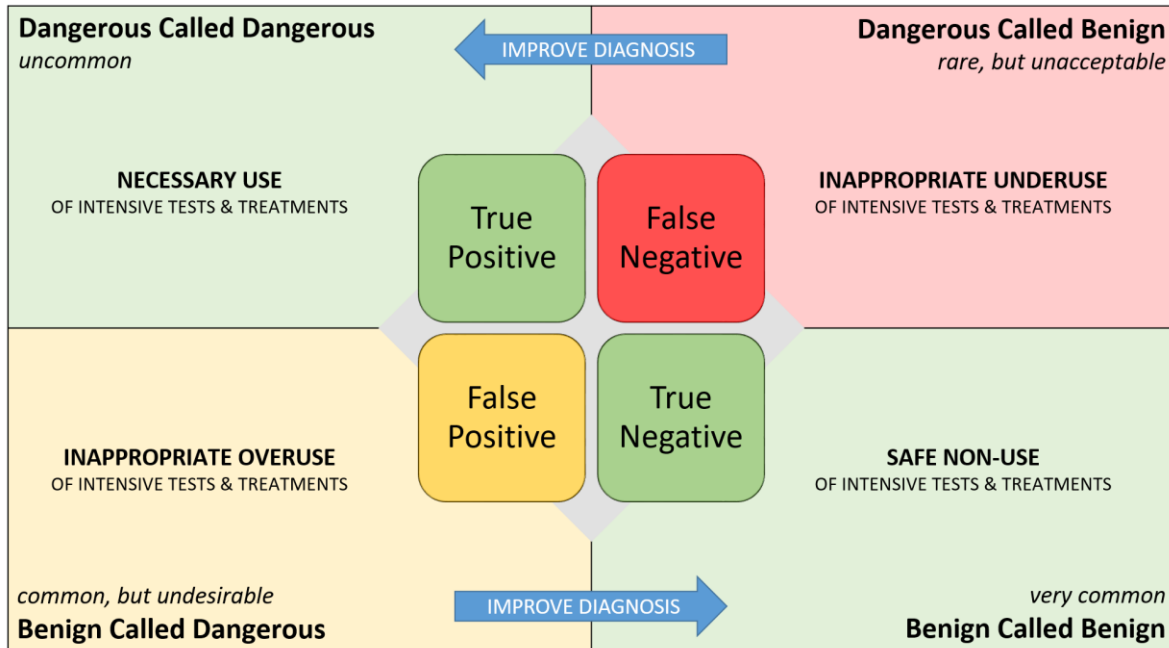 Dangerous Called Dangerous
uncommon
IMPROVE DIAGNOSIS
Dangerous Called Benign
rare, but unacceptable
NECESSARY USE
OF INTENSIVE TESTS & TREATMENTS
True
Positive
False
Negative
INAPPROPRIATE UNDERUSE
OF INTENSIVE TESTS & TREATMENTS
INAPPROPRIATE OVERUSE
OF INTENSIVE TESTS & TREATMENTS
False
Positive
True
Negative
SAFE NON-USE
OF INTENSIVE TESTS & TREATMENTS
common, but undesirable
Benign Called Dangerous
IMPROVE DIAGNOSIS
very common
Benign Called Benign